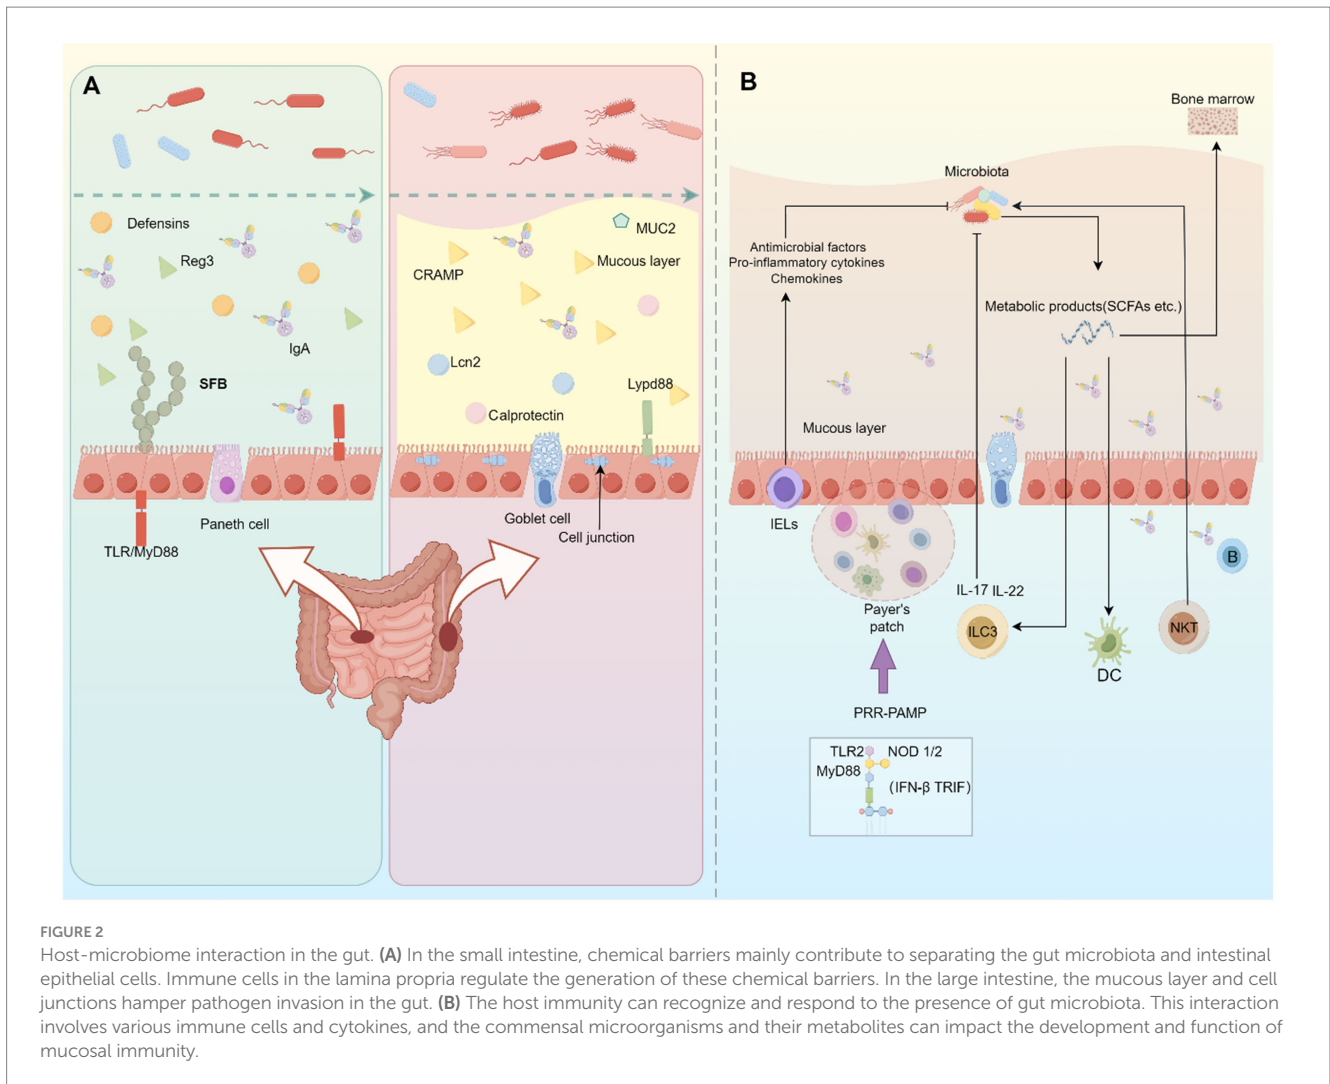 A
Defensins
Reg3
IgA
SFB
Paneth cell
TLR/MyD88
MUC2
CRAMP
Mucous layer
Lcn2
Lypd88
Calprotectin
Goblet cell
Cell junction
B
Bone marrow
Microbiota
Antimicrobial factors
Pro-inflammatory cytokines
Chemokines
Metabolic products(SCFAs etc.)
Mucous layer
IELs
B
IL-17 IL-22
Payer's
patch
ILC3
NKT
DC
PRR-PAMP
TLR2 NOD 1/2
MyD88
(IFN-β TRIF)
FIGURE 2
Host-microbiome interaction in the gut. (A) In the small intestine, chemical barriers mainly contribute to separating the gut microbiota and intestinal
epithelial cells. Immune cells in the lamina propria regulate the generation of these chemical barriers. In the large intestine, the mucous layer and cell
junctions hamper pathogen invasion in the gut. (B) The host immunity can recognize and respond to the presence of gut microbiota. This interaction
involves various immune cells and cytokines, and the commensal microorganisms and their metabolites can impact the development and function of
mucosal immunity.